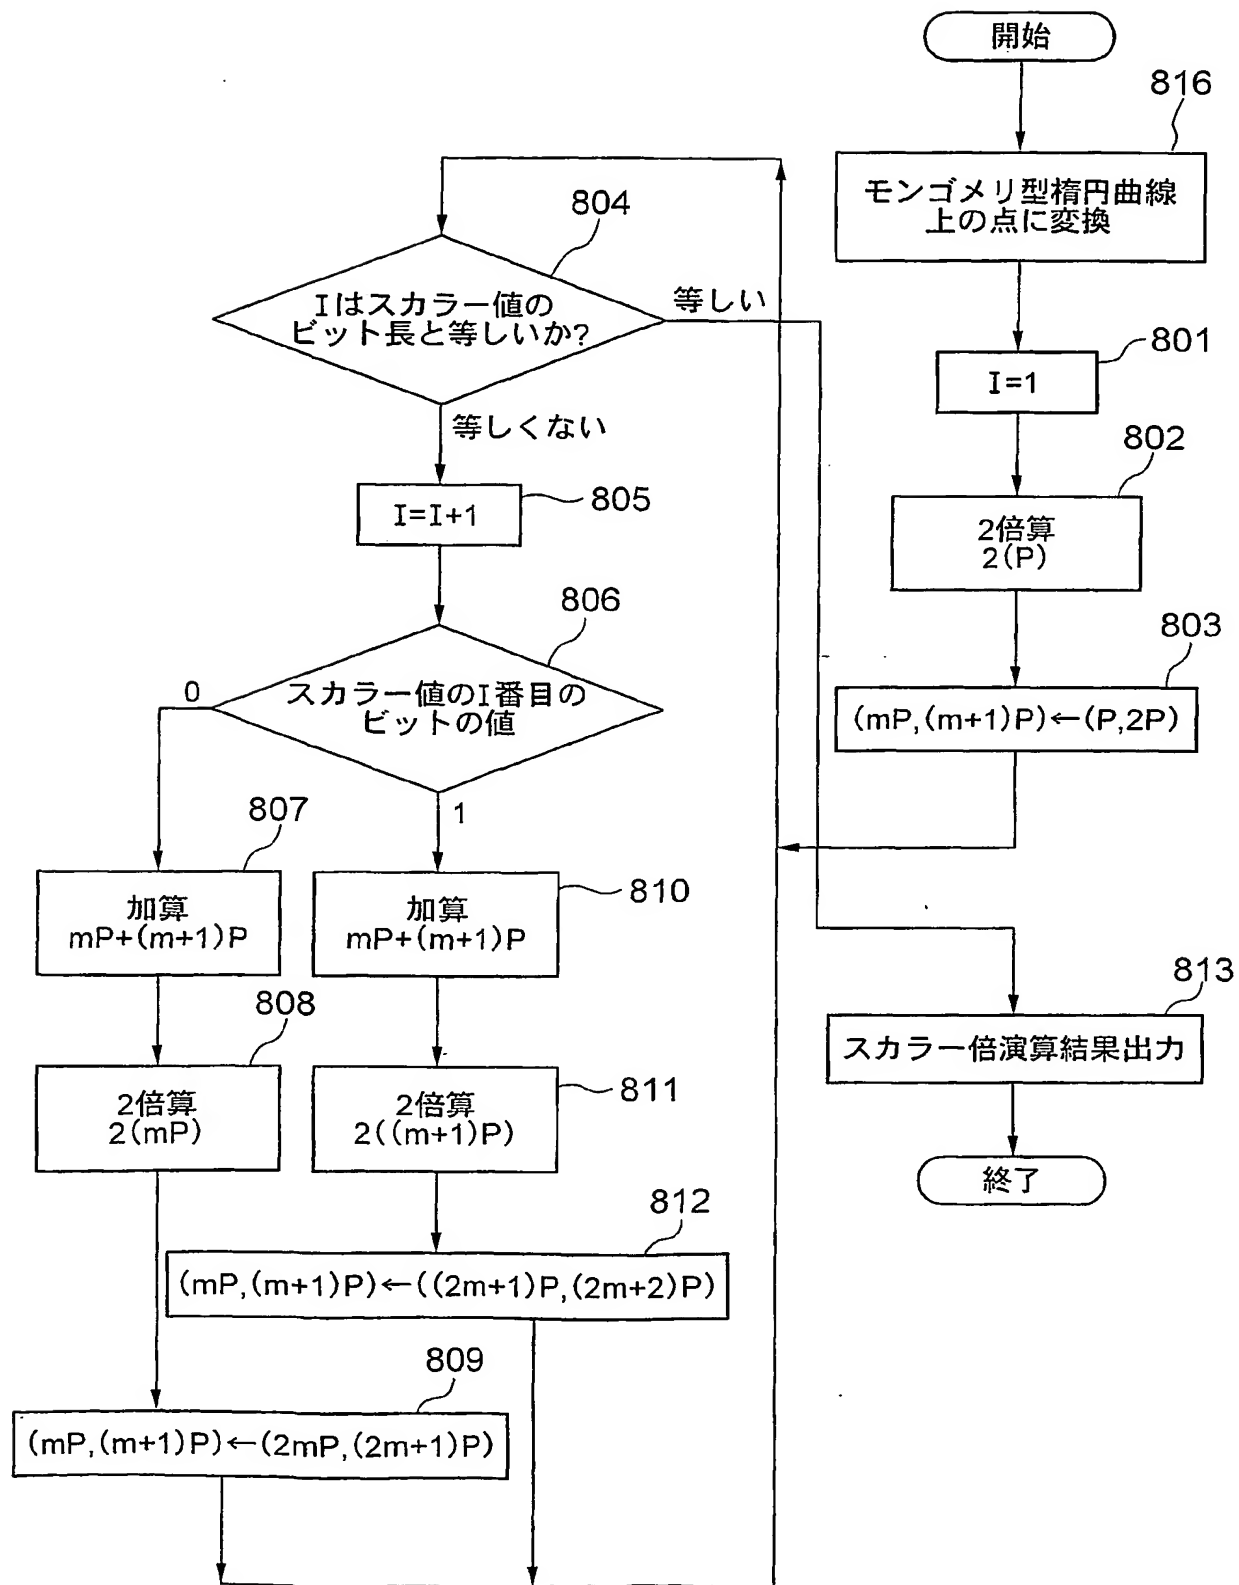 開始
816
モンゴメリ型楕円曲線
上の点に変換
801
I=1
802
2倍算
2(P)
803
(mP,(m+1)P)←(P,2P)
804
Iはスカラー値の
ビット長と等しいか?
等しい
等しくない
805
I=I+1
806
スカラー値のI番目の
ビットの値
0
1
807
加算
mP+(m+1)P
810
加算
mP+(m+1)P
808
2倍算
2(mP)
811
2倍算
2((m+1)P)
812
(mP,(m+1)P)←((2m+1)P,(2m+2)P)
809
(mP,(m+1)P)←(2mP,(2m+1)P)
813
スカラー倍演算結果出力
終了